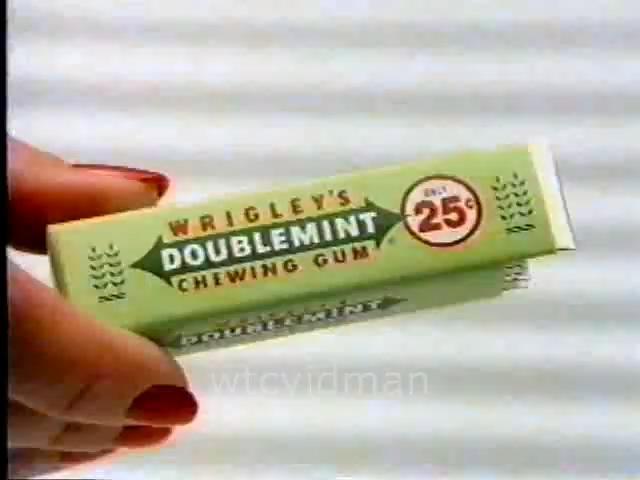 WRIGLEY'S
DOUBLEMINT
CHEWING GUM
ONLY
25¢
DOUBLEMINT
wtcvidman